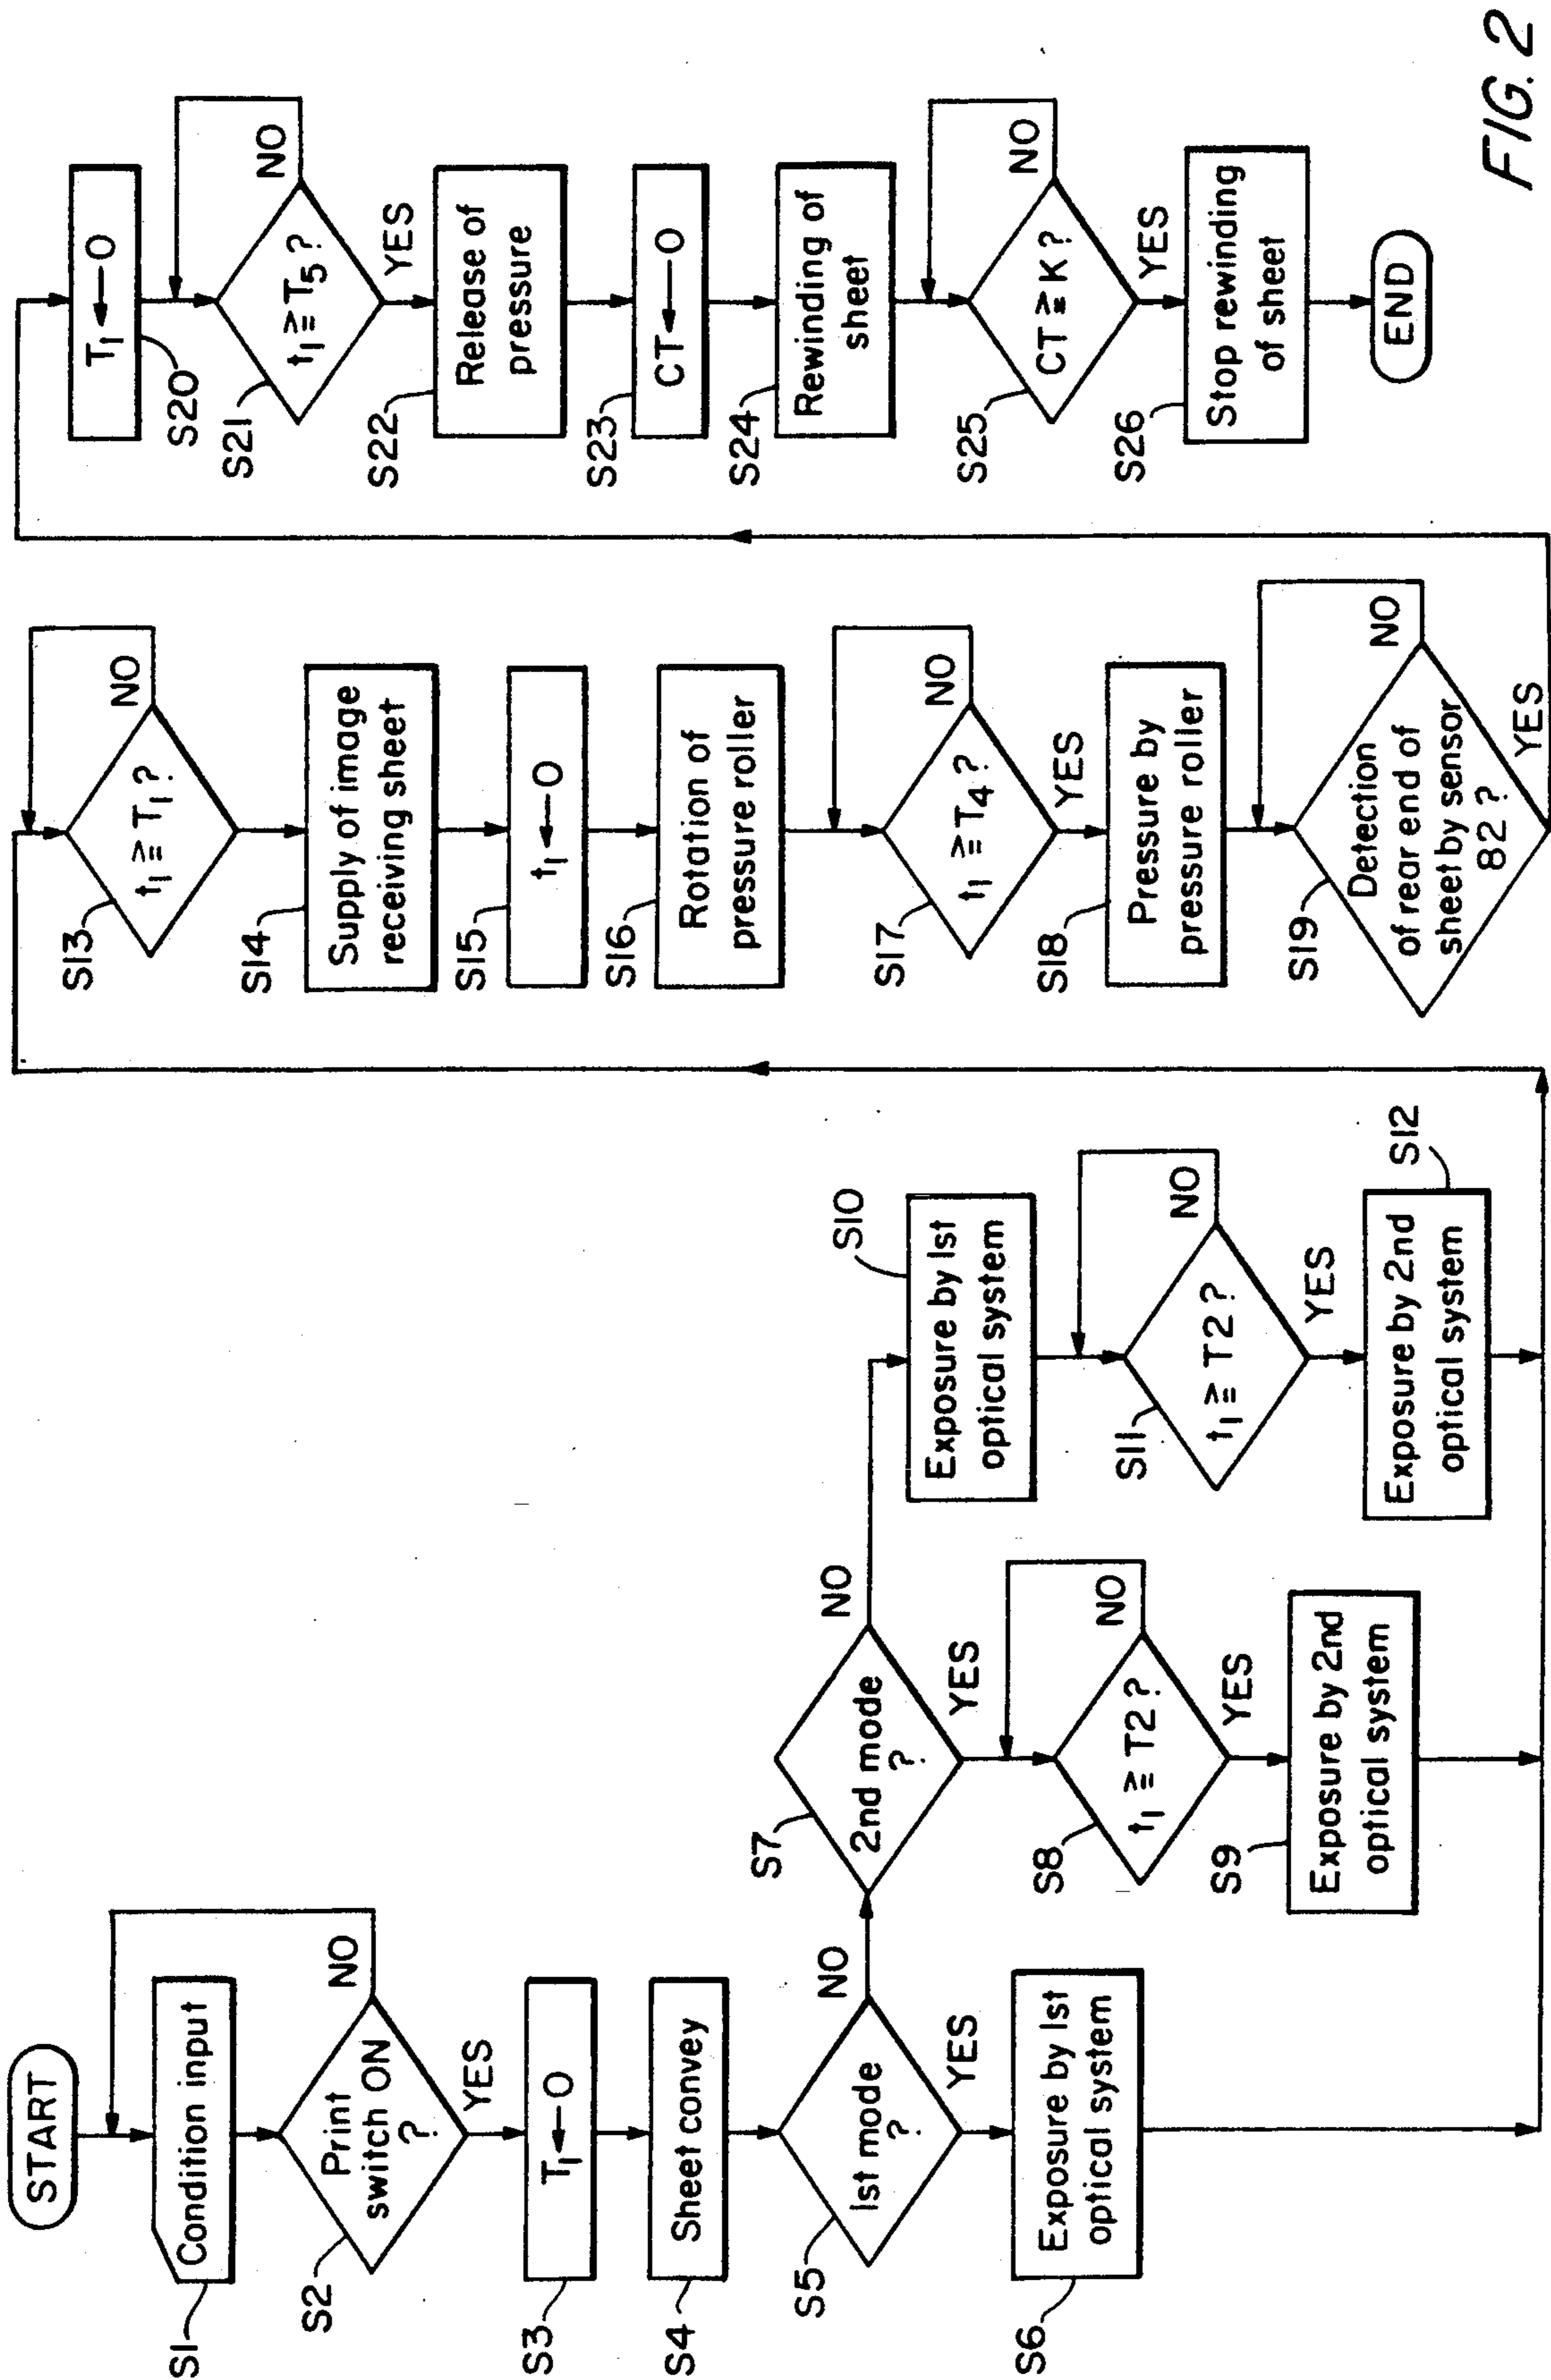 START
S1
Condition input
S2
Print
switch ON
?
NO
YES
S3
T1←O
S4
Sheet convey
S5
1st mode
?
NO
YES
S6
Exposure by 1st
optical system
S7
2nd mode
?
NO
YES
S8
t1 ≧ T2 ?
NO
YES
S9
Exposure by 2nd
optical system
S10
Exposure by 1st
optical system
S11
t1 ≧ T2 ?
NO
YES
S12
Exposure by 2nd
optical system
S13
t1 ≧ T1 ?
NO
S14
Supply of image
receiving sheet
S15
t1←O
S16
Rotation of
pressure roller
S17
t1 ≧ T4 ?
NO
YES
S18
Pressure by
pressure roller
S19
Detection
of rear end of
sheet by sensor
82 ?
NO
YES
T1←O
S20
S21
t1 ≧ T5 ?
NO
YES
S22
Release of
pressure
S23
CT←O
S24
Rewinding of
sheet
S25
CT ≧ K ?
NO
YES
S26
Stop rewinding
of sheet
END
FIG. 2